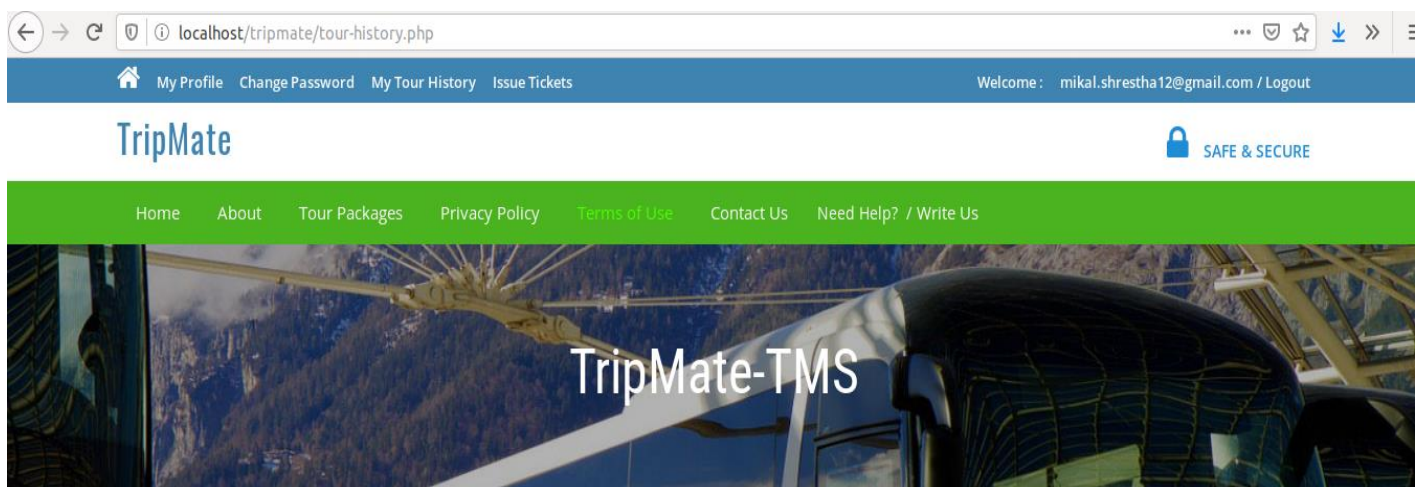 localhost/tripmate/tour-history.php
My Profile Change Password My Tour History Issue Tickets Welcome : mikal.shrestha12@gmail.com / Logout
TripMate
SAFE & SECURE
Home About Tour Packages Privacy Policy Terms of Use Contact Us Need Help? / Write Us
TripMate-TMS